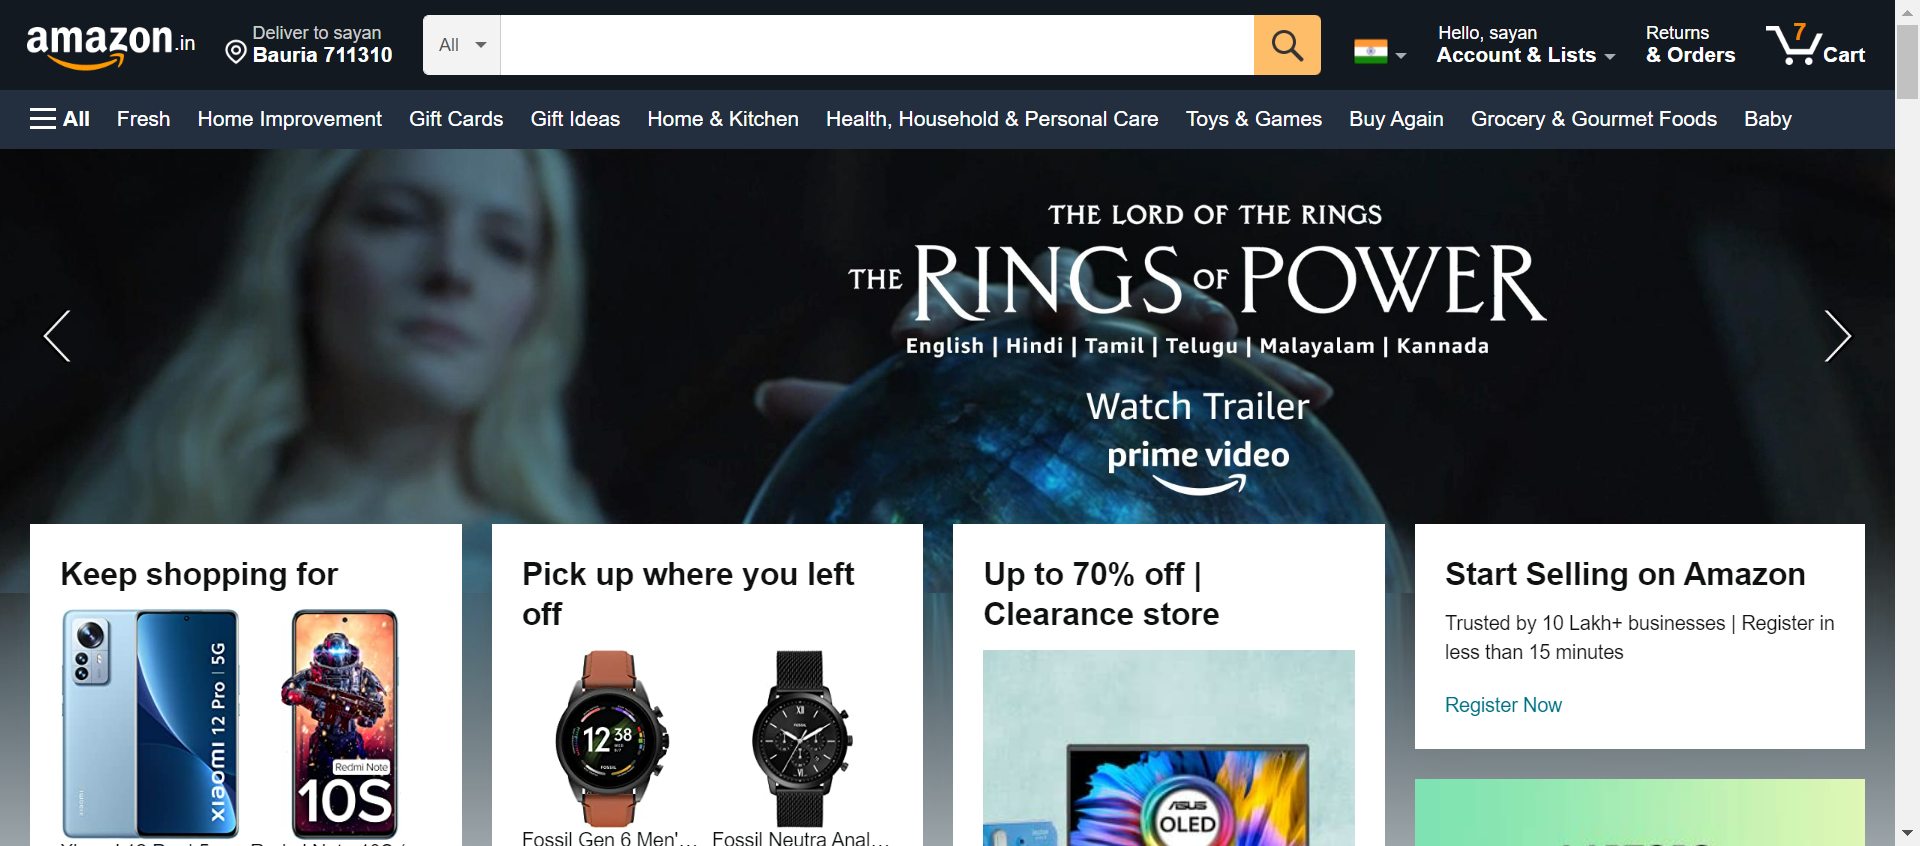 amazon.in
Deliver to sayan
Bauria 711310
All
Hello, sayan
Account & Lists
Returns
& Orders
7
Cart
All
Fresh
Home Improvement
Gift Cards
Gift Ideas
Home & Kitchen
Health, Household & Personal Care
Toys & Games
Buy Again
Grocery & Gourmet Foods
Baby
THE LORD OF THE RINGS
THE RINGS OF POWER
English | Hindi | Tamil | Telugu | Malayalam | Kannada
Watch Trailer
prime video
Keep shopping for
xiaomi 12 Pro | 5G
Redmi Note
10S
Pick up where you left
off
12 38
FOSSIL
XII
FOSSIL
VI
Fossil Gen 6 Men'...
Fossil Neutra Anal...
Up to 70% off |
Clearance store
ASUS
OLED
Start Selling on Amazon
Trusted by 10 Lakh+ businesses | Register in
less than 15 minutes
Register Now